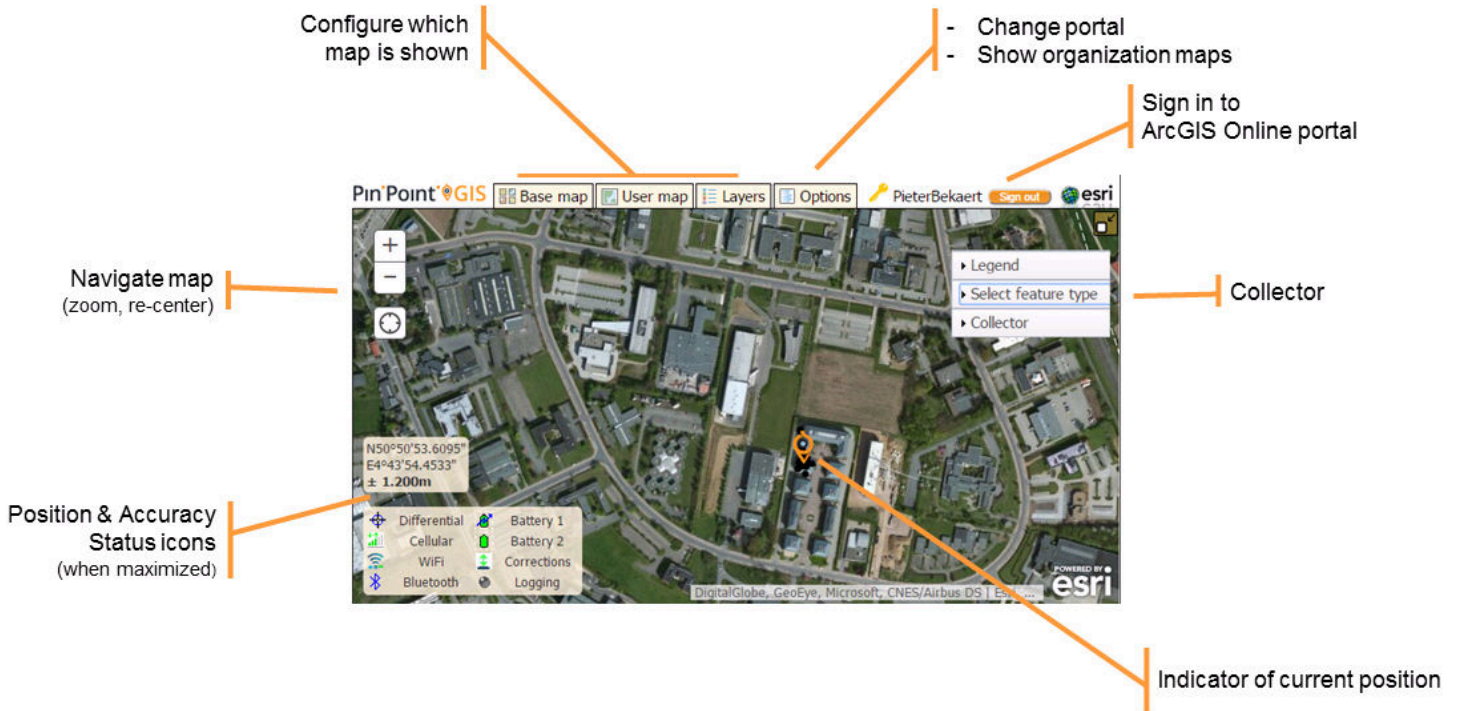 Configure which
map is shown
- Change portal
- Show organization maps
Sign in to
ArcGIS Online portal
PinPoint GIS Base map User map Layers Options PieterBekaert Sign out esri
+
−
Legend
Select feature type
Collector
Navigate map
(zoom, re-center)
Collector
N50°50'53.6095"
E4°43'54.4533"
± 1.200m
Position & Accuracy
Status icons
(when maximized)
Differential Battery 1
Cellular Battery 2
WiFi Corrections
Bluetooth Logging
POWERED BY
esri
DigitalGlobe, GeoEye, Microsoft, CNES/Airbus DS | Esri, ...
Indicator of current position